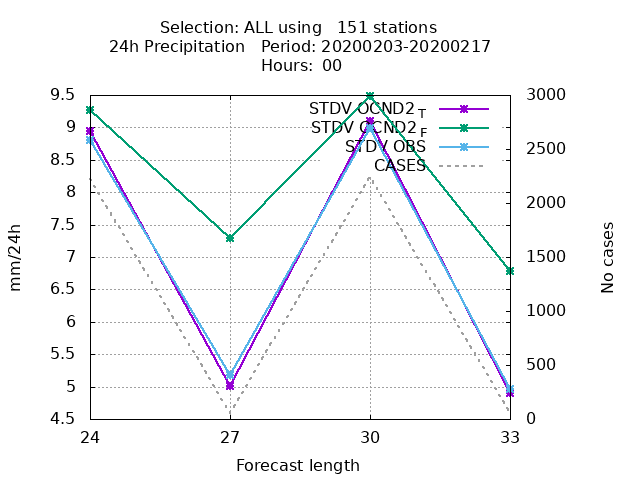 Selection: ALL using 151 stations
24h Precipitation Period: 20200203-20200217
Hours: 00
STDV OCND2 T
STDV OCND2 F
STDV OBS
CASES
9.5
9
8.5
8
7.5
7
6.5
6
5.5
5
4.5
mm/24h
3000
2500
2000
1500
1000
500
0
No cases
24 27 30 33
Forecast length